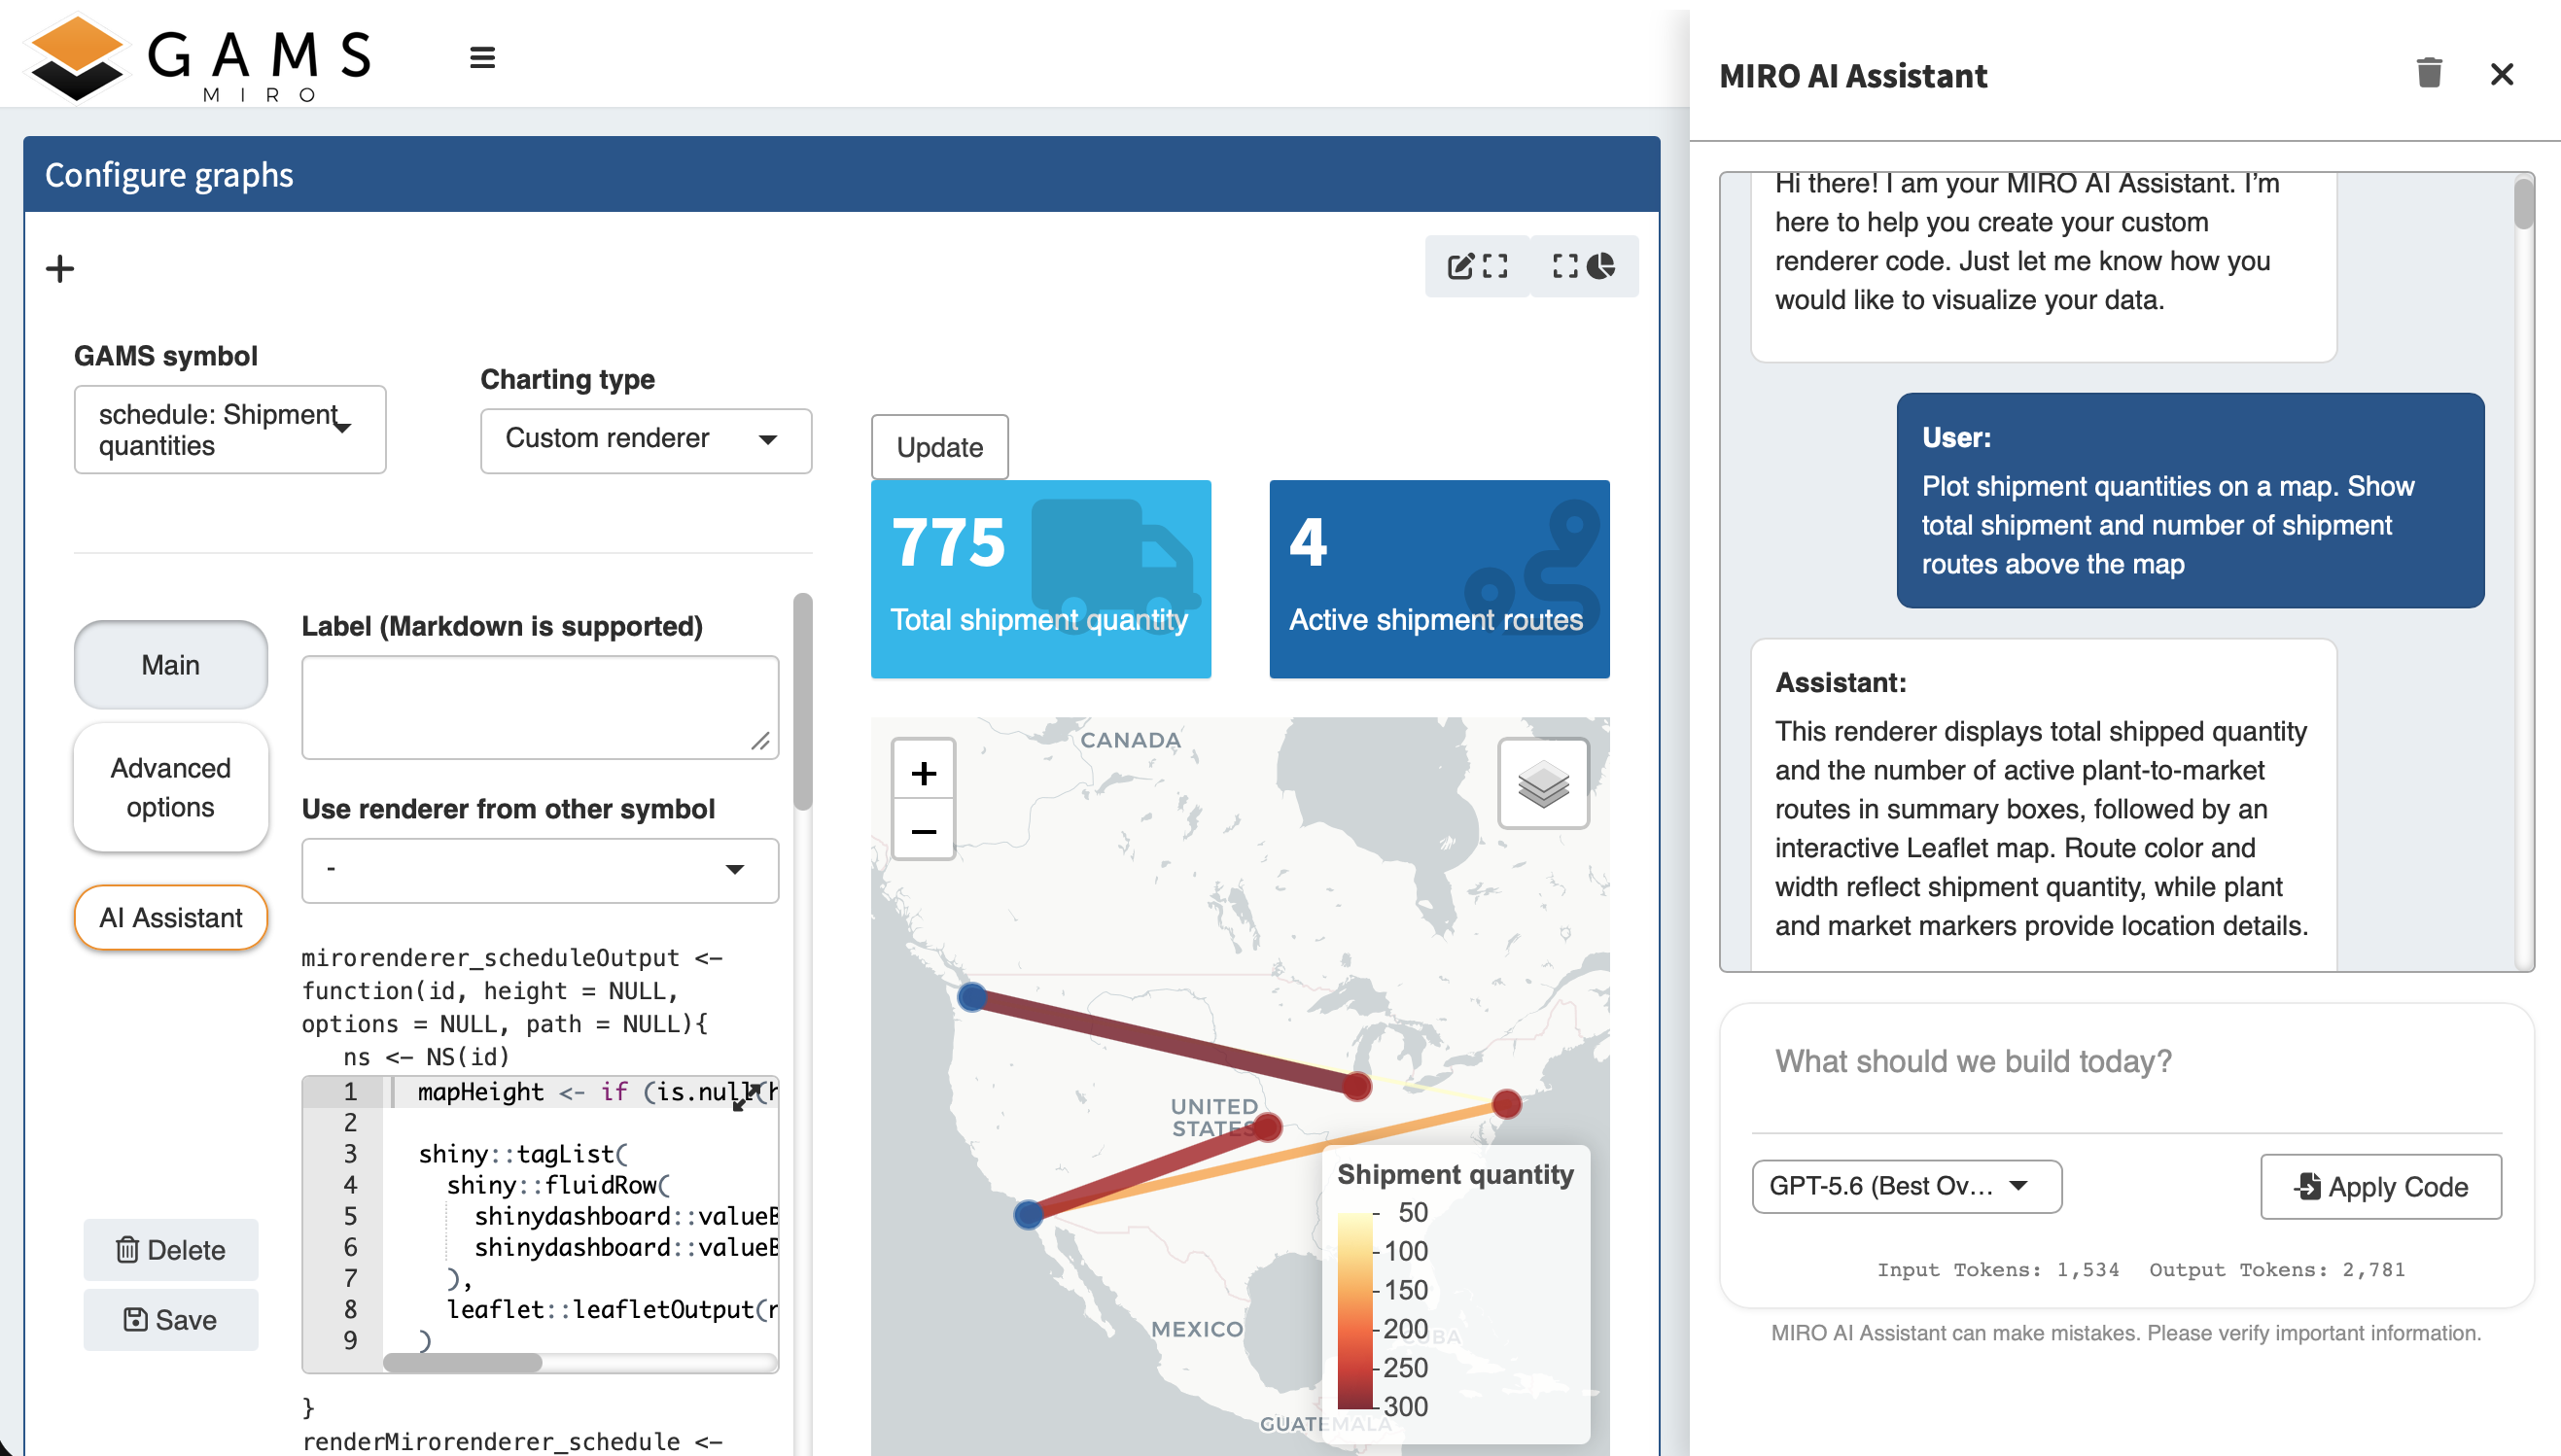 GAMS
MIRO
Configure graphs
GAMS symbol
schedule: Shipment
quantities
Charting type
Custom renderer
Main
Advanced
options
AI Assistant
Delete
Save
Label (Markdown is supported)
Use renderer from other symbol
-
mirorenderer_scheduleOutput <-
function(id, height = NULL,
options = NULL, path = NULL){
ns <- NS(id)
1 mapHeight <- if (is.null(h
2
3 shiny::tagList(
4 shiny::fluidRow(
5 shinydashboard::valueB
6 shinydashboard::valueB
7 ),
8 leaflet::leafletOutput(
9 )
}
renderMirorenderer_schedule <-
Update
775
Total shipment quantity
4
Active shipment routes
+
−
CANADA
UNITED
STATES
MEXICO
CUBA
GUATEMALA
Shipment quantity
50
100
150
200
250
300
MIRO AI Assistant
Hi there! I am your MIRO AI Assistant. I’m
here to help you create your custom
renderer code. Just let me know how you
would like to visualize your data.
User:
Plot shipment quantities on a map. Show
total shipment and number of shipment
routes above the map
Assistant:
This renderer displays total shipped quantity
and the number of active plant-to-market
routes in summary boxes, followed by an
interactive Leaflet map. Route color and
width reflect shipment quantity, while plant
and market markers provide location details.
What should we build today?
GPT-5.6 (Best Ov...
Apply Code
Input Tokens: 1,534 Output Tokens: 2,781
MIRO AI Assistant can make mistakes. Please verify important information.